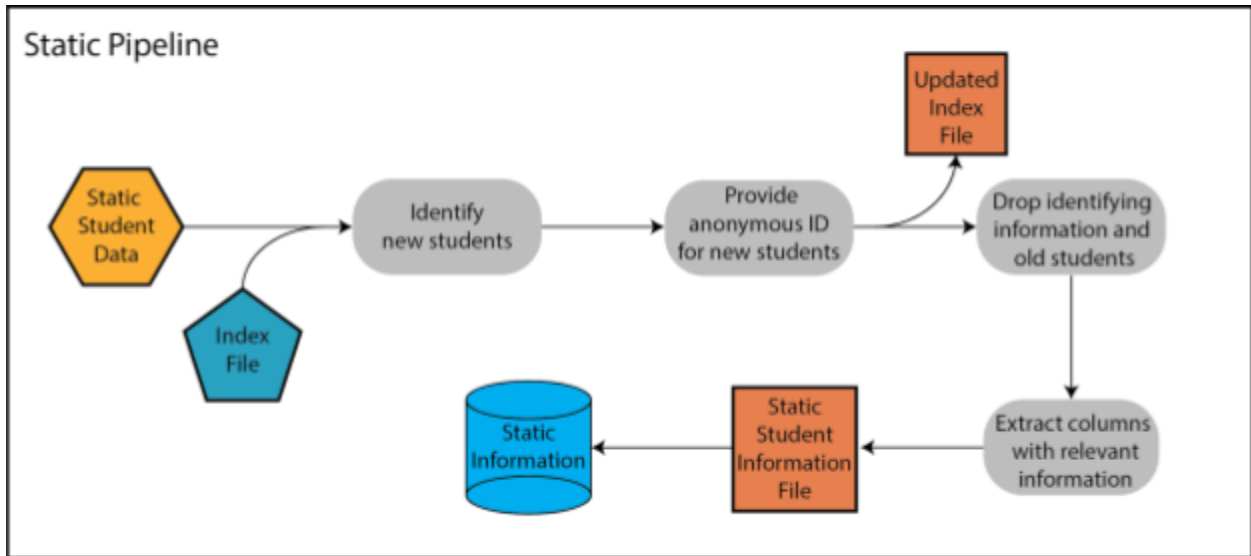 Static Pipeline
Updated
Index
File
Static
Student
Data
Identify
new students
Provide
anonymous ID
for new students
Drop identifying
information and
old students
Index
File
Static
Information
Static
Student
Information
File
Extract columns
with relevant
information